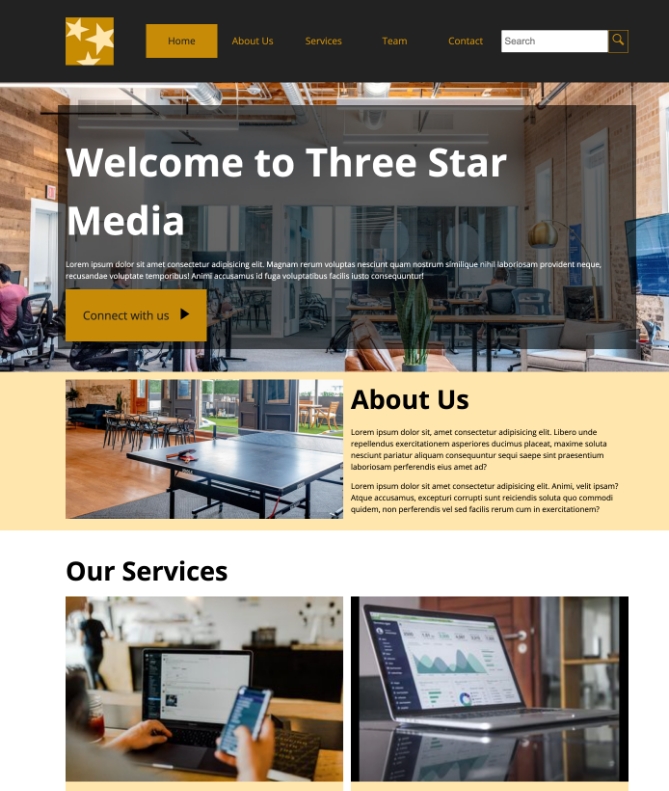 Home About Us Services Team Contact Search
Welcome to Three Star
Media
Lorem ipsum dolor sit amet consectetur adipisicing elit. Magnam rerum voluptas nesciunt quam nostrum similique nihil laboriosam provident neque,
recusandae voluptate temporibus! Animi accusamus id fuga voluptatibus facilis iusto consequuntur!
Connect with us
About Us
Lorem ipsum dolor sit, amet consectetur adipisicing elit. Libero unde
repellendus exercitationem asperiores ducimus placeat, maxime soluta
nesciunt pariatur aliquam consequuntur sequi saepe sint praesentium
laboriosam perferendis eius amet ad?
Lorem ipsum dolor sit amet consectetur adipisicing elit. Animi, velit ipsam?
Atque accusamus, excepturi corrupti sunt reiciendis soluta quo commodi
quidem, non perferendis vel sed facilis rerum cum in exercitationem?
Our Services